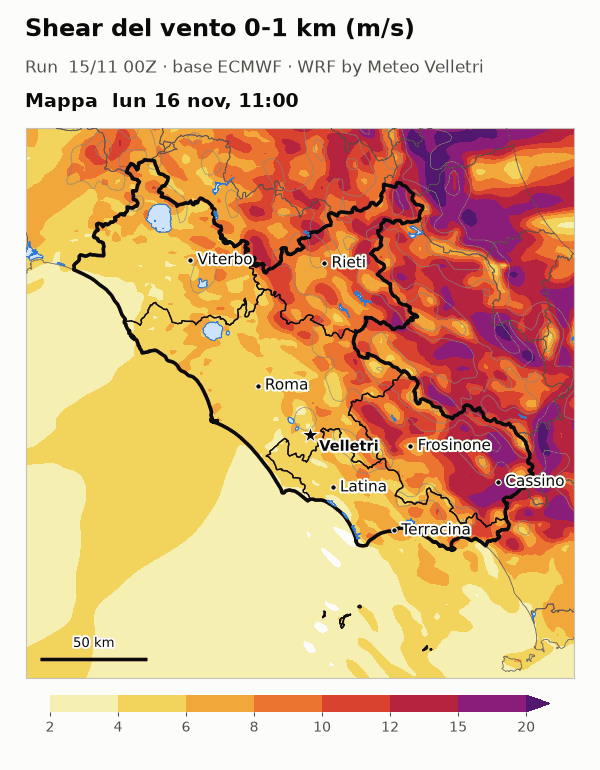 Shear del vento 0-1 km (m/s)
Run  15/11 00Z · base ECMWF · WRF by Meteo Velletri
Mappa  lun 16 nov, 11:00
Viterbo
Rieti
Roma
Velletri
Frosinone
Cassino
Latina
Terracina
50 km
2 4 6 8 10 12 15 20